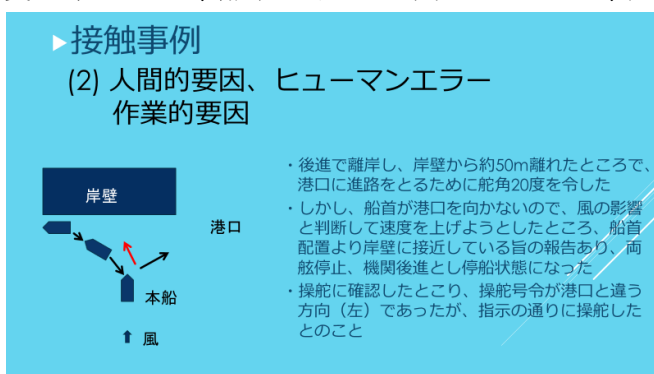 接触事例
(2) 人間的要因、ヒューマンエラー
作業的要因
・後進で離岸し、岸壁から約50m離れたところで、
港口に進路をとるために舵角20度を令した
・しかし、船首が港口を向かないので、風の影響
と判断して速度を上げようとしたところ、船首
配置より岸壁に接近している旨の報告あり、両
舷停止、機関後進とし停船状態になった
・操舵に確認したとこり、操舵号令が港口と違う
方向（左）であったが、指示の通りに操舵した
とのこと
岸壁
港口
本船
風